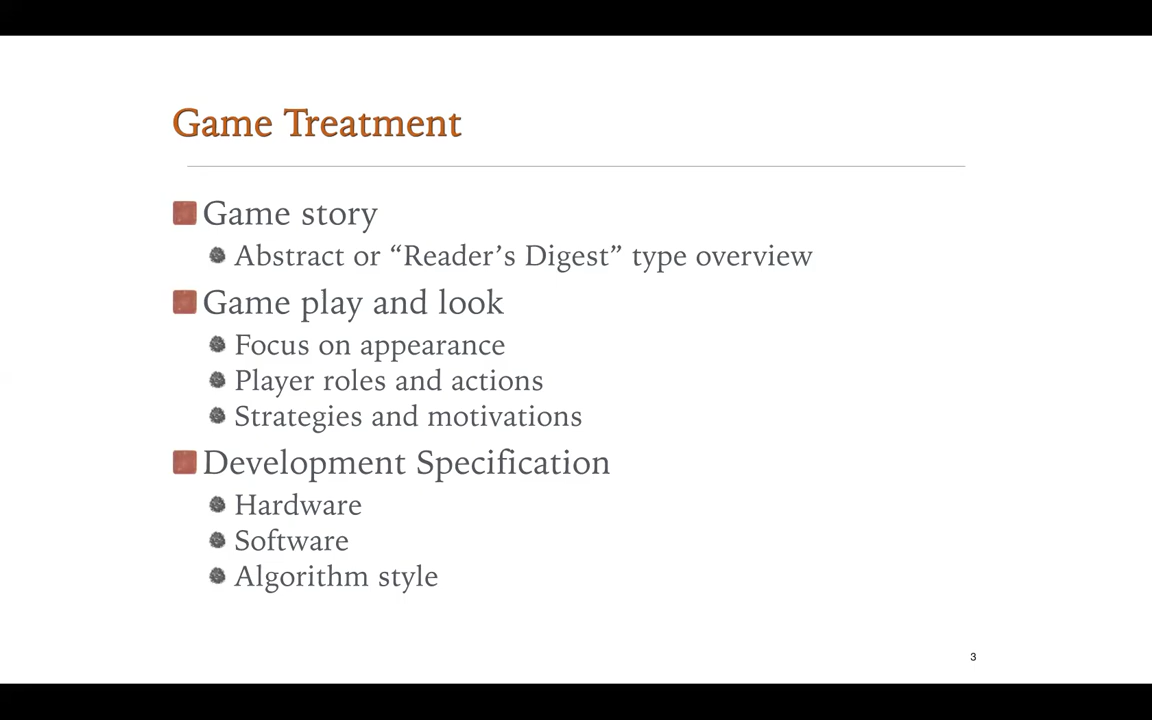 Game Treatment
Game story
Abstract or “Reader’s Digest” type overview
Game play and look
Focus on appearance
Player roles and actions
Strategies and motivations
Development Specification
Hardware
Software
Algorithm style
3